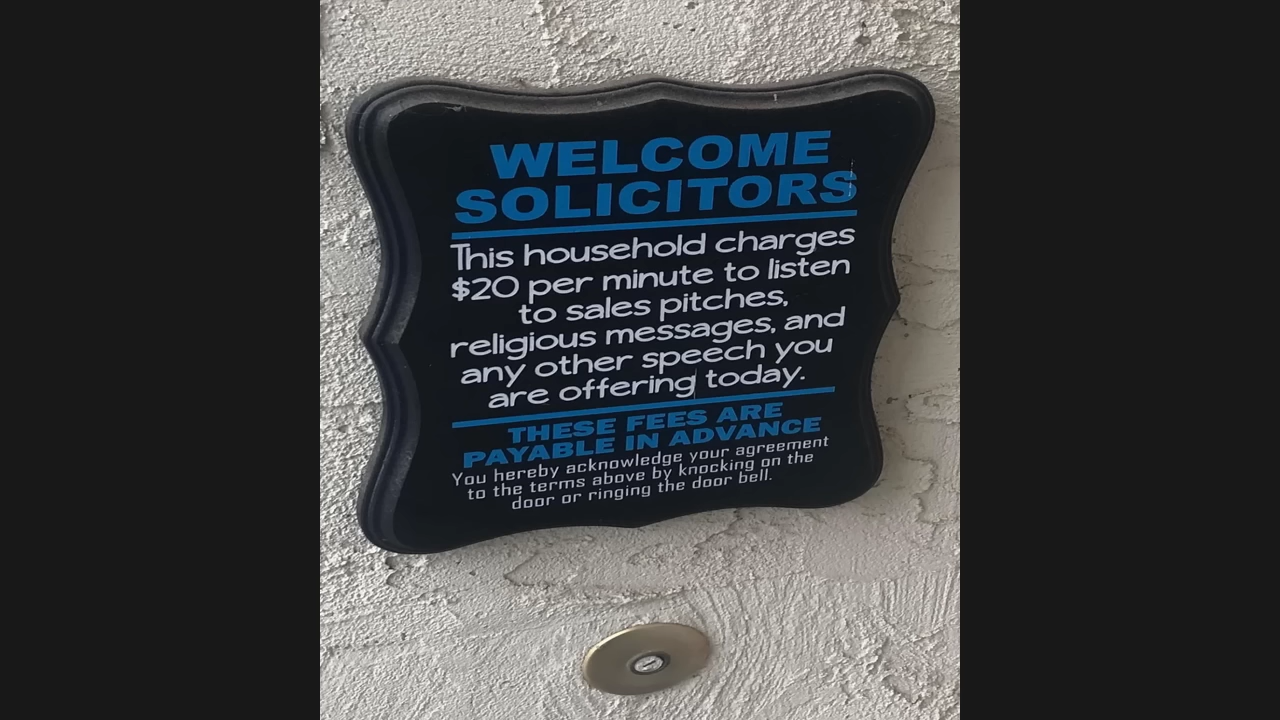 WELCOME
SOLICITORS
This household charges
$20 per minute to listen
to sales pitches,
religious messages, and
any other speech you
are offering today.
THESE FEES ARE
PAYABLE IN ADVANCE
You hereby acknowledge your agreement
to the terms above by knocking on the
door or ringing the door bell.